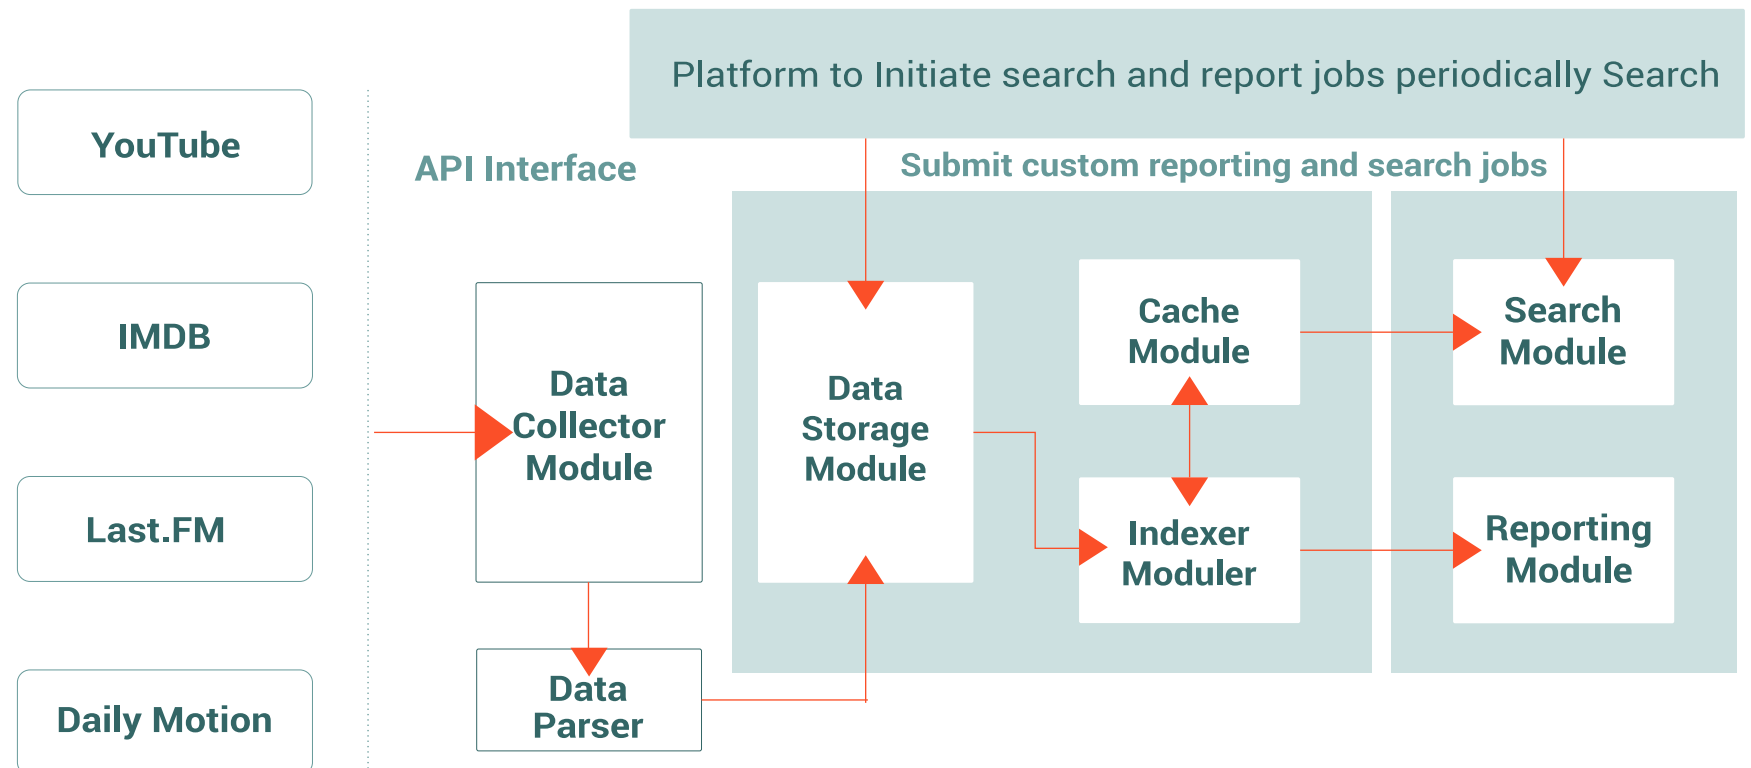 Platform to Initiate search and report jobs periodically Search
YouTube
API Interface
Submit custom reporting and search jobs
IMDB
Last.FM
Daily Motion
Data
Collector
Module
Data
Parser
Data
Storage
Module
Cache
Module
Indexer
Moduler
Search
Module
Reporting
Module